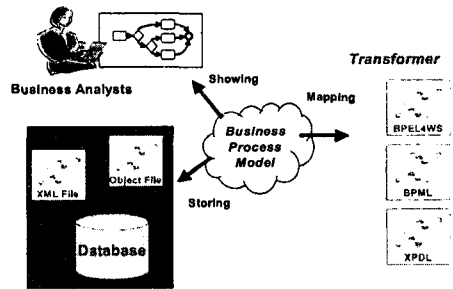 Business Analysts
Showing
Transformer
Mapping
BPEL4WS
Business
Process
Model
XML File
Object File
BPML
Storing
Database
XPDL